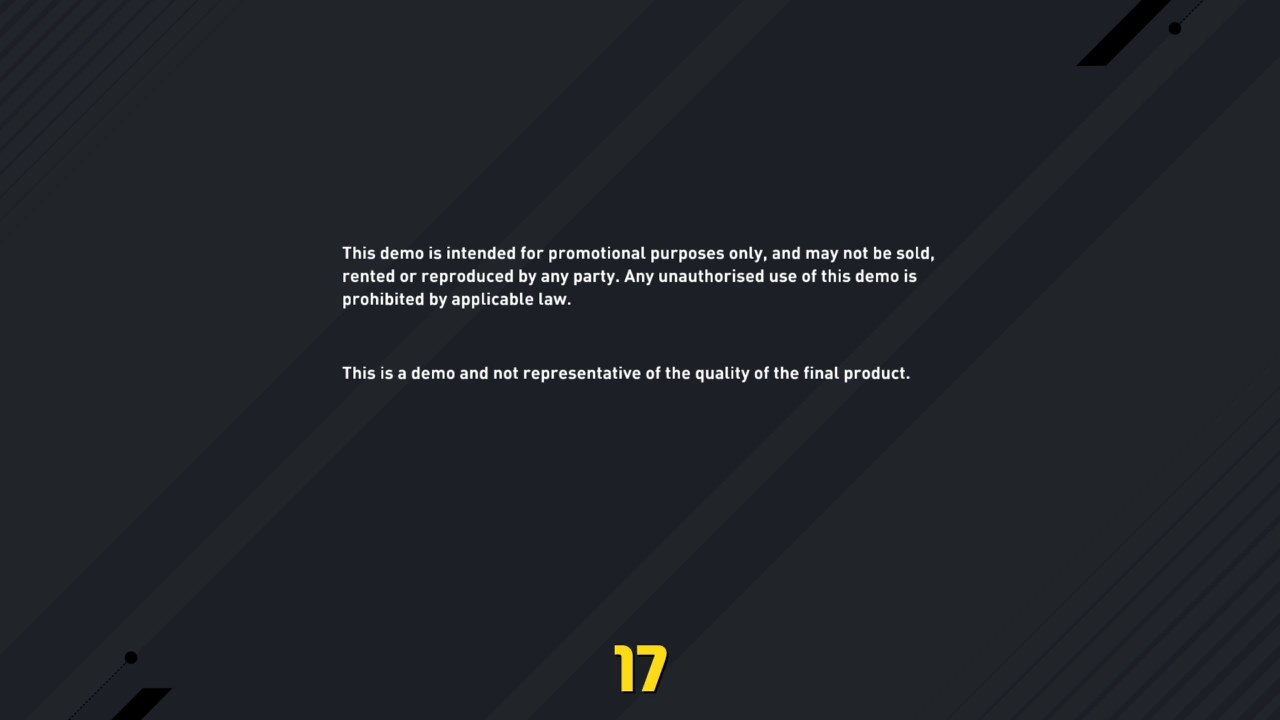 This demo is intended for promotional purposes only, and may not be sold,
rented or reproduced by any party. Any unauthorised use of this demo is
prohibited by applicable law.
This is a demo and not representative of the quality of the final product.
17